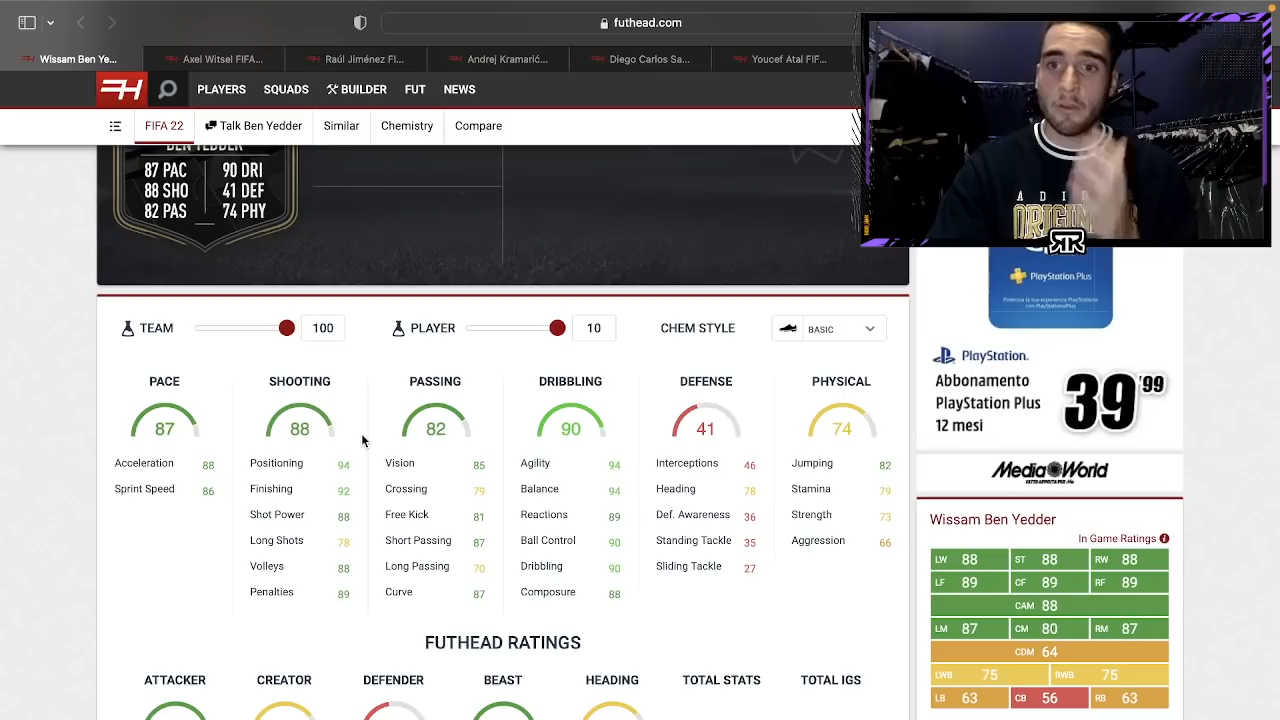 futhead.com
Wissam Ben Ye...
Axel Witsel FIFA...
Raúl Jiménez Fi...
Andrej Kramarić...
Diego Carlos Sa...
Youcef Atal FIF...
PLAYERS SQUADS BUILDER FUT NEWS
FIFA 22 Talk Ben Yedder Similar Chemistry Compare
BEN YEDDER
87 PAC 90 DRI
88 SHO 41 DEF
82 PAS 74 PHY
ADI
ORIGIN
RR
PlayStation.Plus
TEAM 100 PLAYER 10 CHEM STYLE BASIC
PACE SHOOTING PASSING DRIBBLING DEFENSE PHYSICAL
87 88 82 90 41 74
Acceleration 88 Positioning 94 Vision 85 Agility 94 Interceptions 46 Jumping 82
Sprint Speed 86 Finishing 92 Crossing 79 Balance 94 Heading 78 Stamina 79
Shot Power 88 Free Kick 81 Reactions 89 Def. Awareness 36 Strength 73
Long Shots 78 Short Passing 87 Ball Control 90 Standing Tackle 35 Aggression 66
Volleys 88 Long Passing 70 Dribbling 90 Sliding Tackle 27
Penalties 89 Curve 87 Composure 88
FUTHEAD RATINGS
ATTACKER CREATOR DEFENDER BEAST HEADING TOTAL STATS TOTAL IGS
PlayStation.
Abbonamento
PlayStation Plus
12 mesi
39'99
MediaWorld
Wissam Ben Yedder
In Game Ratings
LW 88 ST 88 RW 88
LF 89 CF 89 RF 89
CAM 88
LM 87 CM 80 RM 87
CDM 64
LWB 75 RWB 75
LB 63 CB 56 RB 63